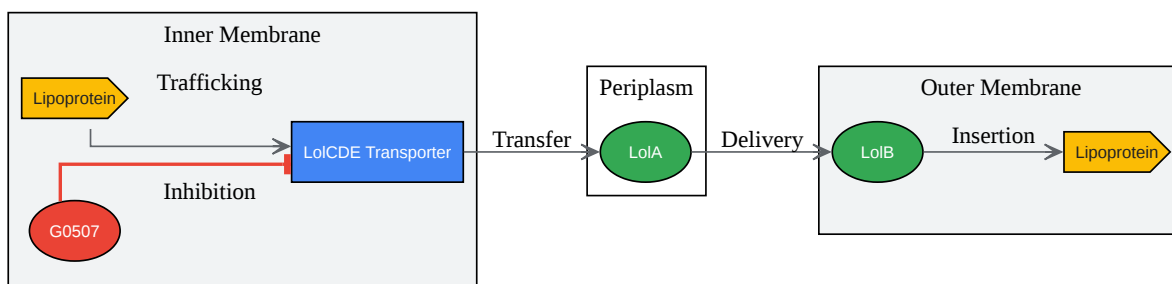 Inner Membrane
Trafficking
Lipoprotein
LolCDE Transporter
Inhibition
G0507
Transfer
Periplasm
LolA
Delivery
Outer Membrane
LolB
Insertion
Lipoprotein